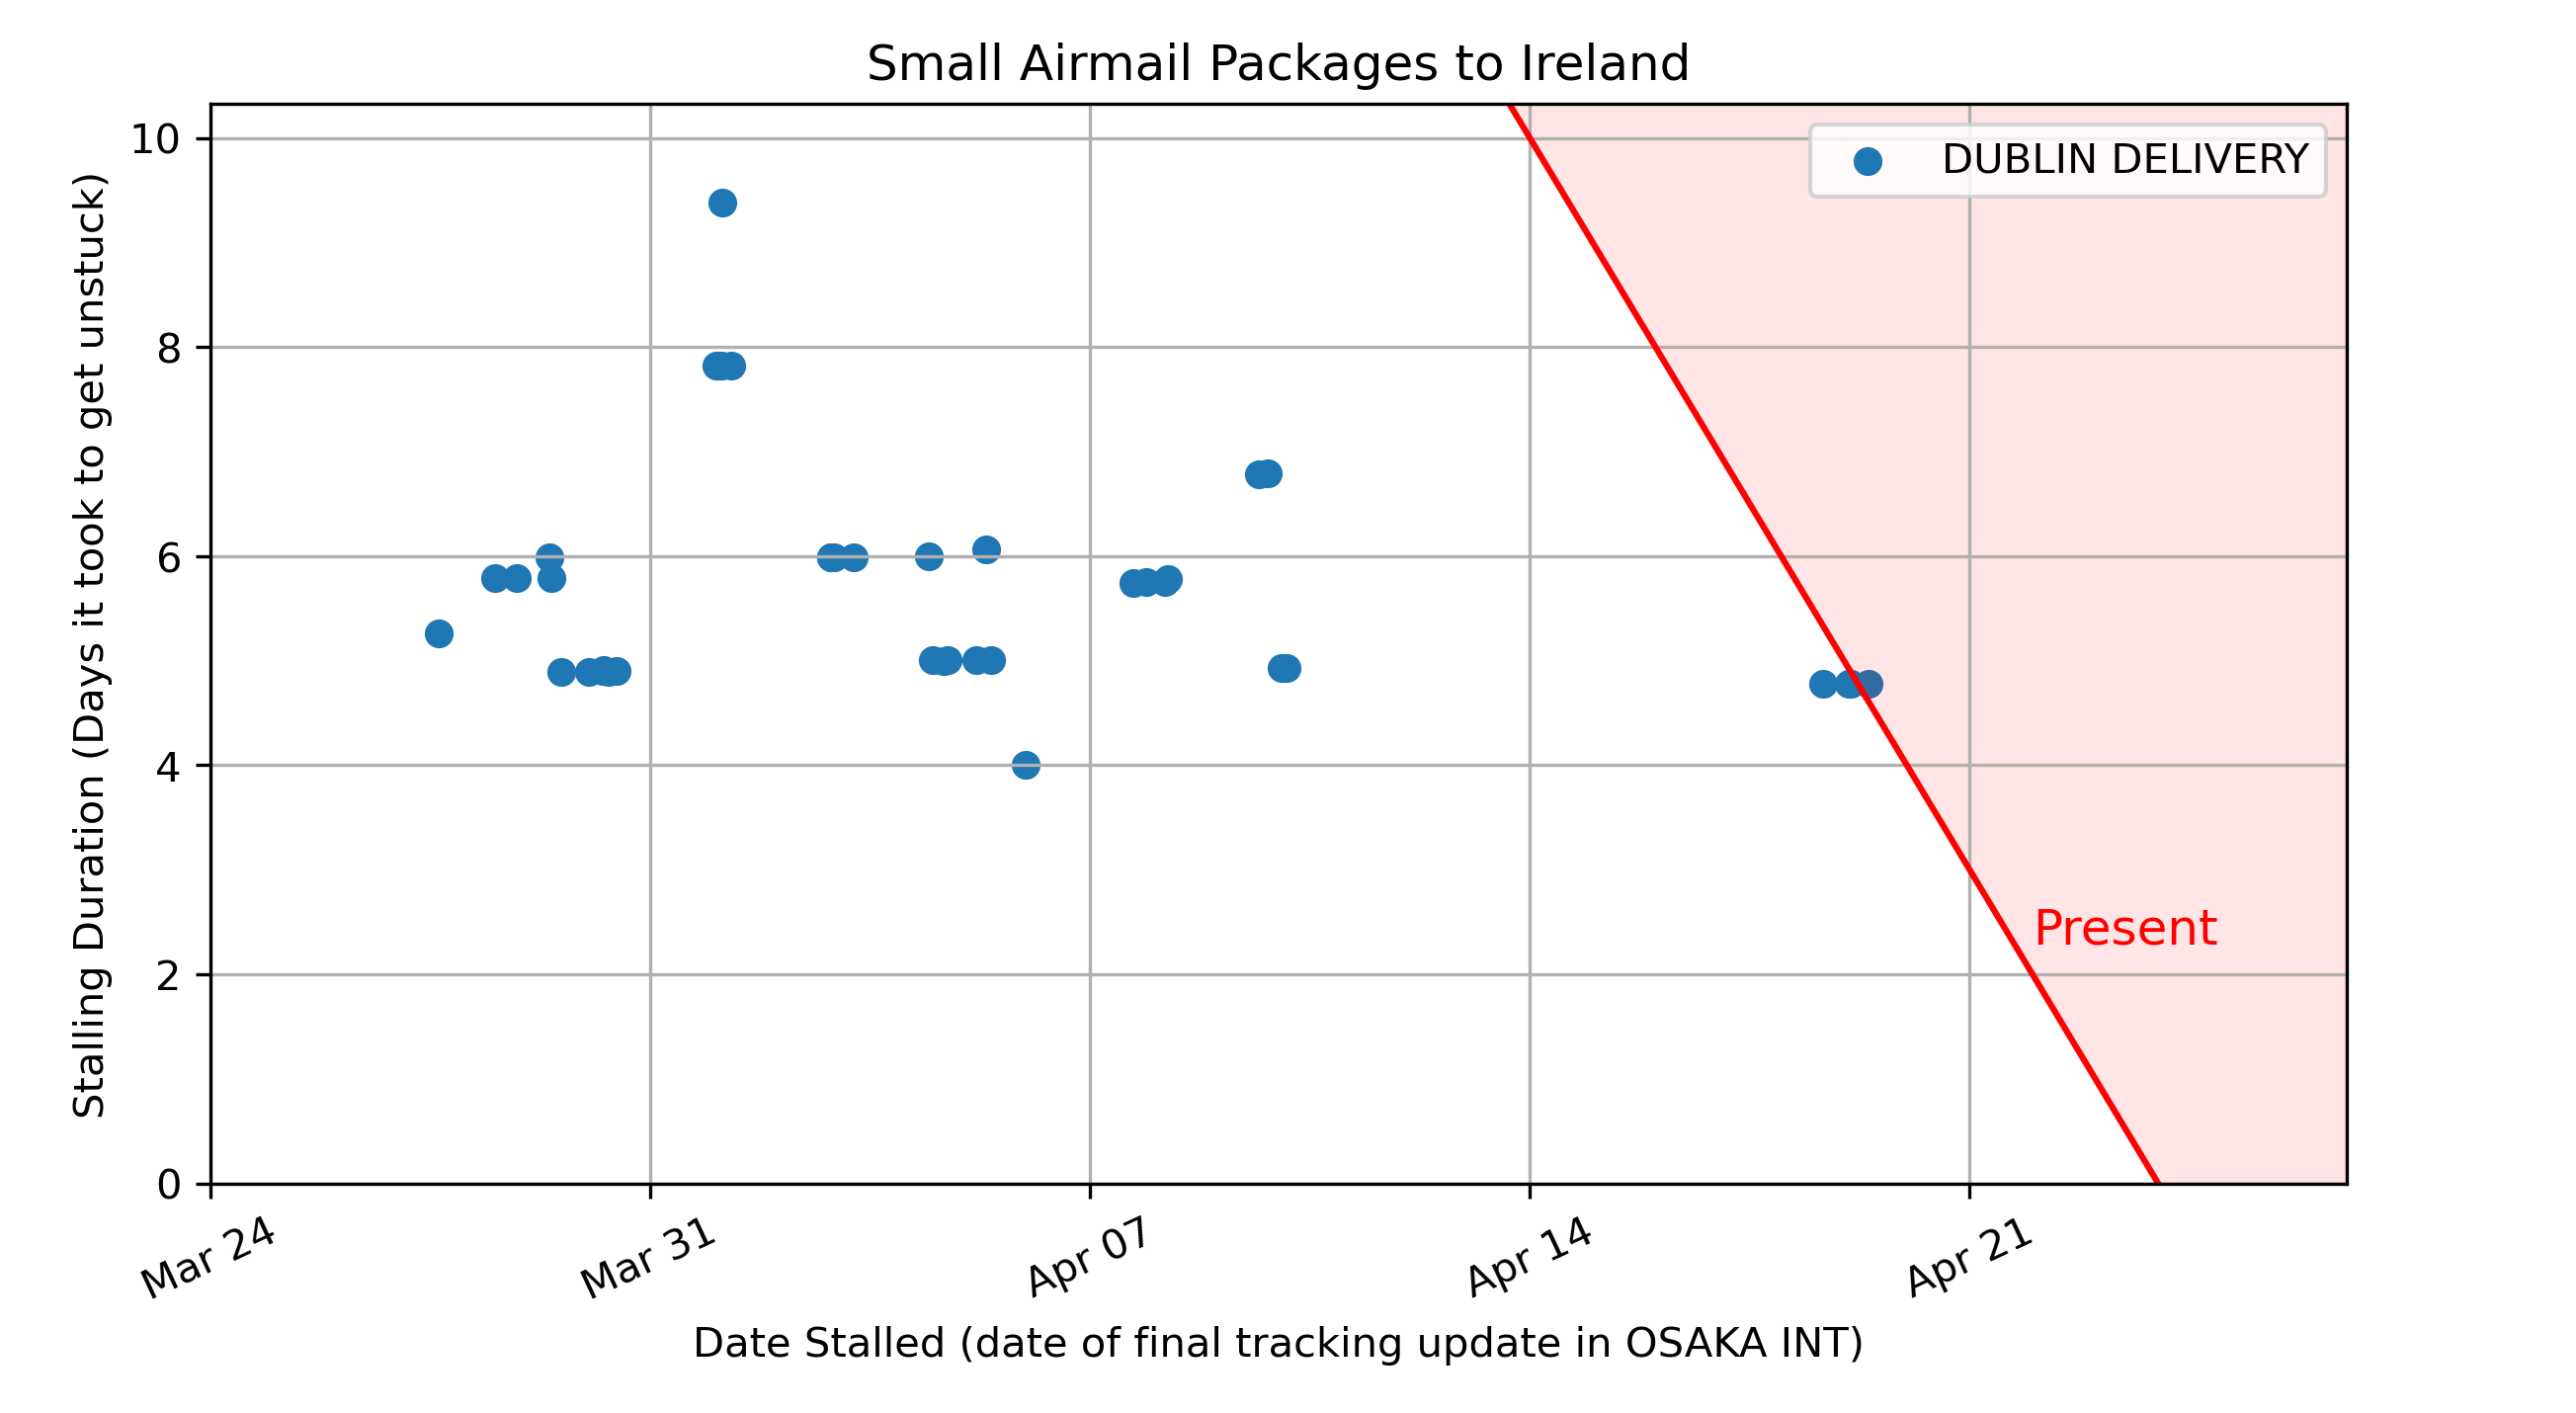 Small Airmail Packages to Ireland
DUBLIN DELIVERY
Stalling Duration (Days it took to get unstuck)
10
8
6
4
2
0
Present
Mar 24
Mar 31
Apr 07
Apr 14
Apr 21
Date Stalled (date of final tracking update in OSAKA INT)